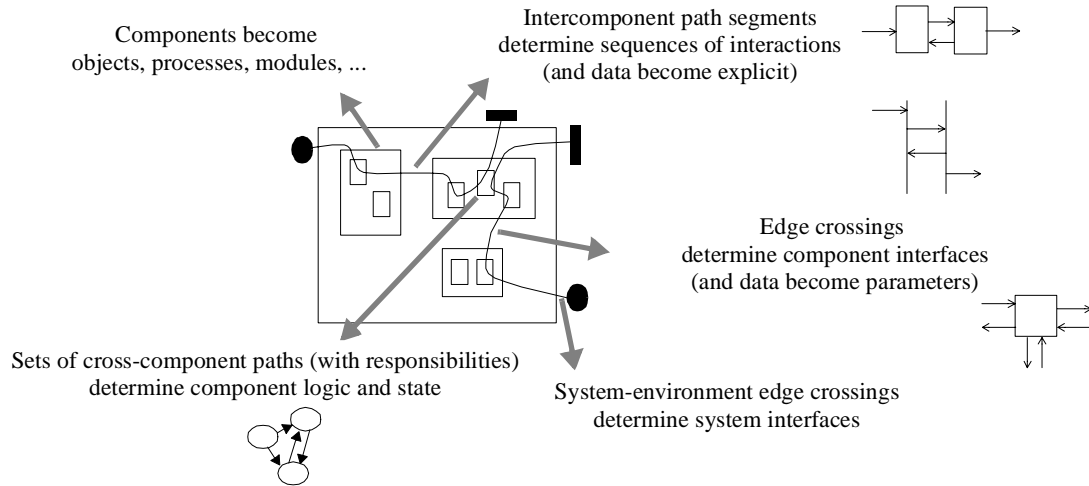 Components become
objects, processes, modules, ...
Intercomponent path segments
determine sequences of interactions
(and data become explicit)
Edge crossings
determine component interfaces
(and data become parameters)
Sets of cross-component paths (with responsibilities)
determine component logic and state
System-environment edge crossings
determine system interfaces